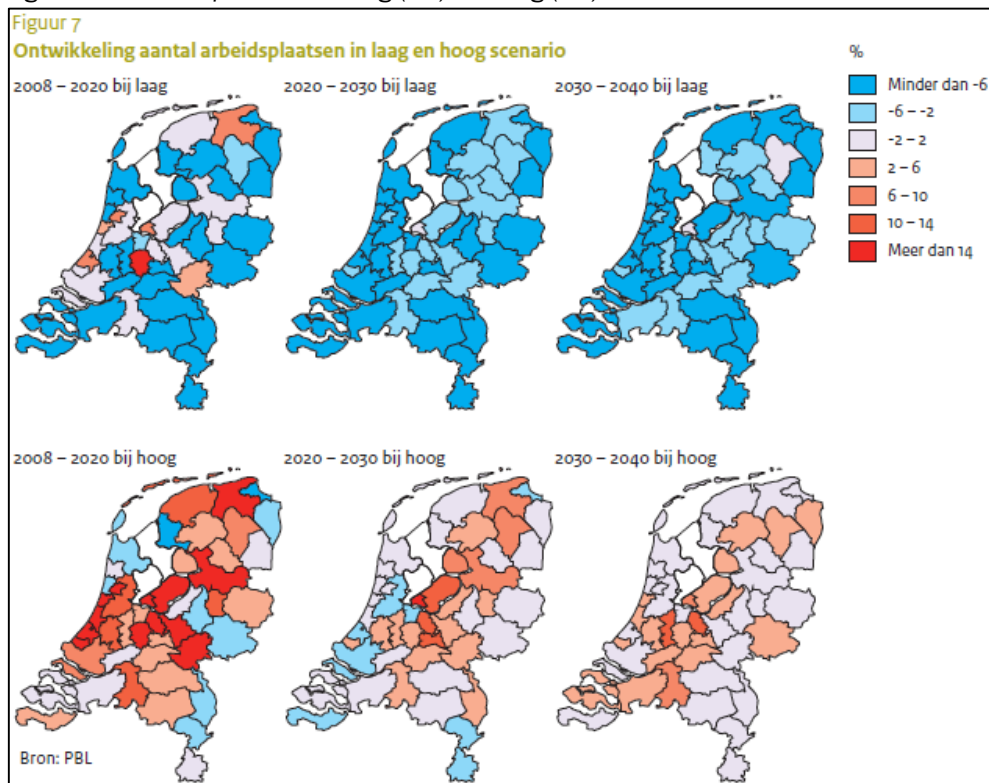 Figuur 7
Ontwikkeling aantal arbeidsplaatsen in laag en hoog scenario
%
2008 – 2020 bij laag
2020 – 2030 bij laag
2030 – 2040 bij laag
Minder dan -6
-6 – -2
-2 – 2
2 – 6
6 – 10
10 – 14
Meer dan 14
2008 – 2020 bij hoog
2020 – 2030 bij hoog
2030 – 2040 bij hoog
Bron: PBL